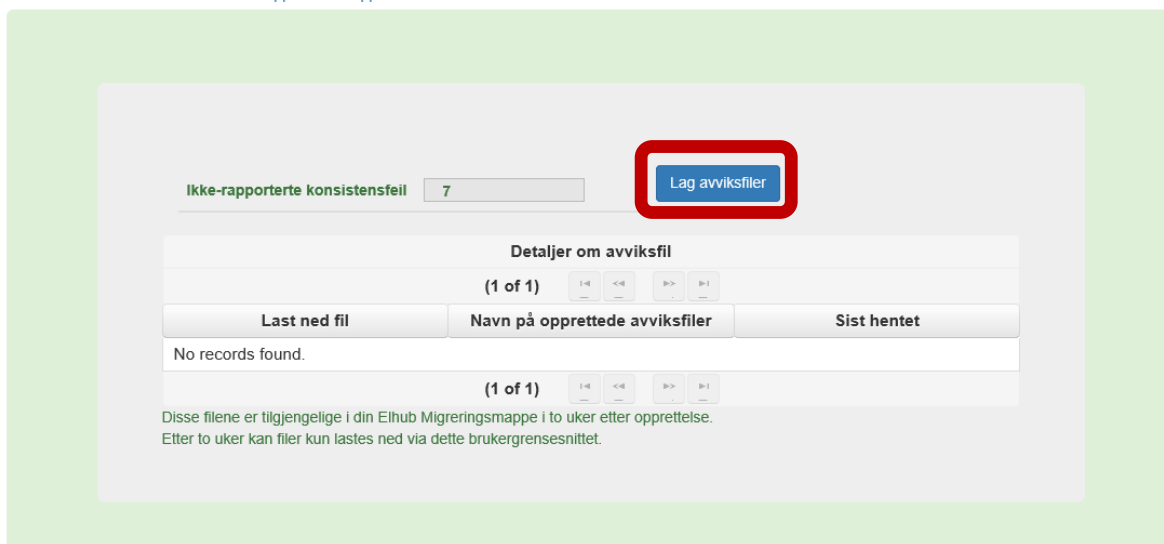 Ikke-rapporterte konsistensfeil 7 Lag avviksfiler
Detaljer om avviksfil
(1 of 1)
Last ned fil Navn på opprettede avviksfiler Sist hentet
No records found.
(1 of 1)
Disse filene er tilgjengelige i din Elhub Migreringsmappe i to uker etter opprettelse.
Etter to uker kan filer kun lastes ned via dette brukergrensesnittet.